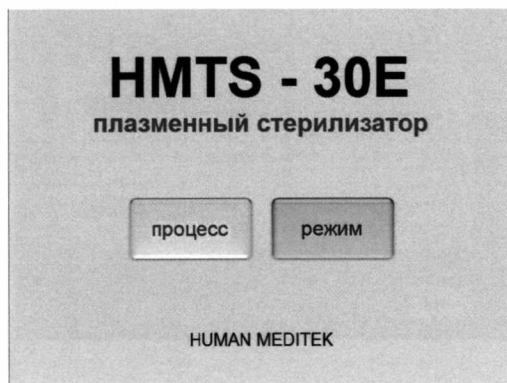 HMTS - 30E
плазменный стерилизатор
процесс режим
HUMAN MEDITEK